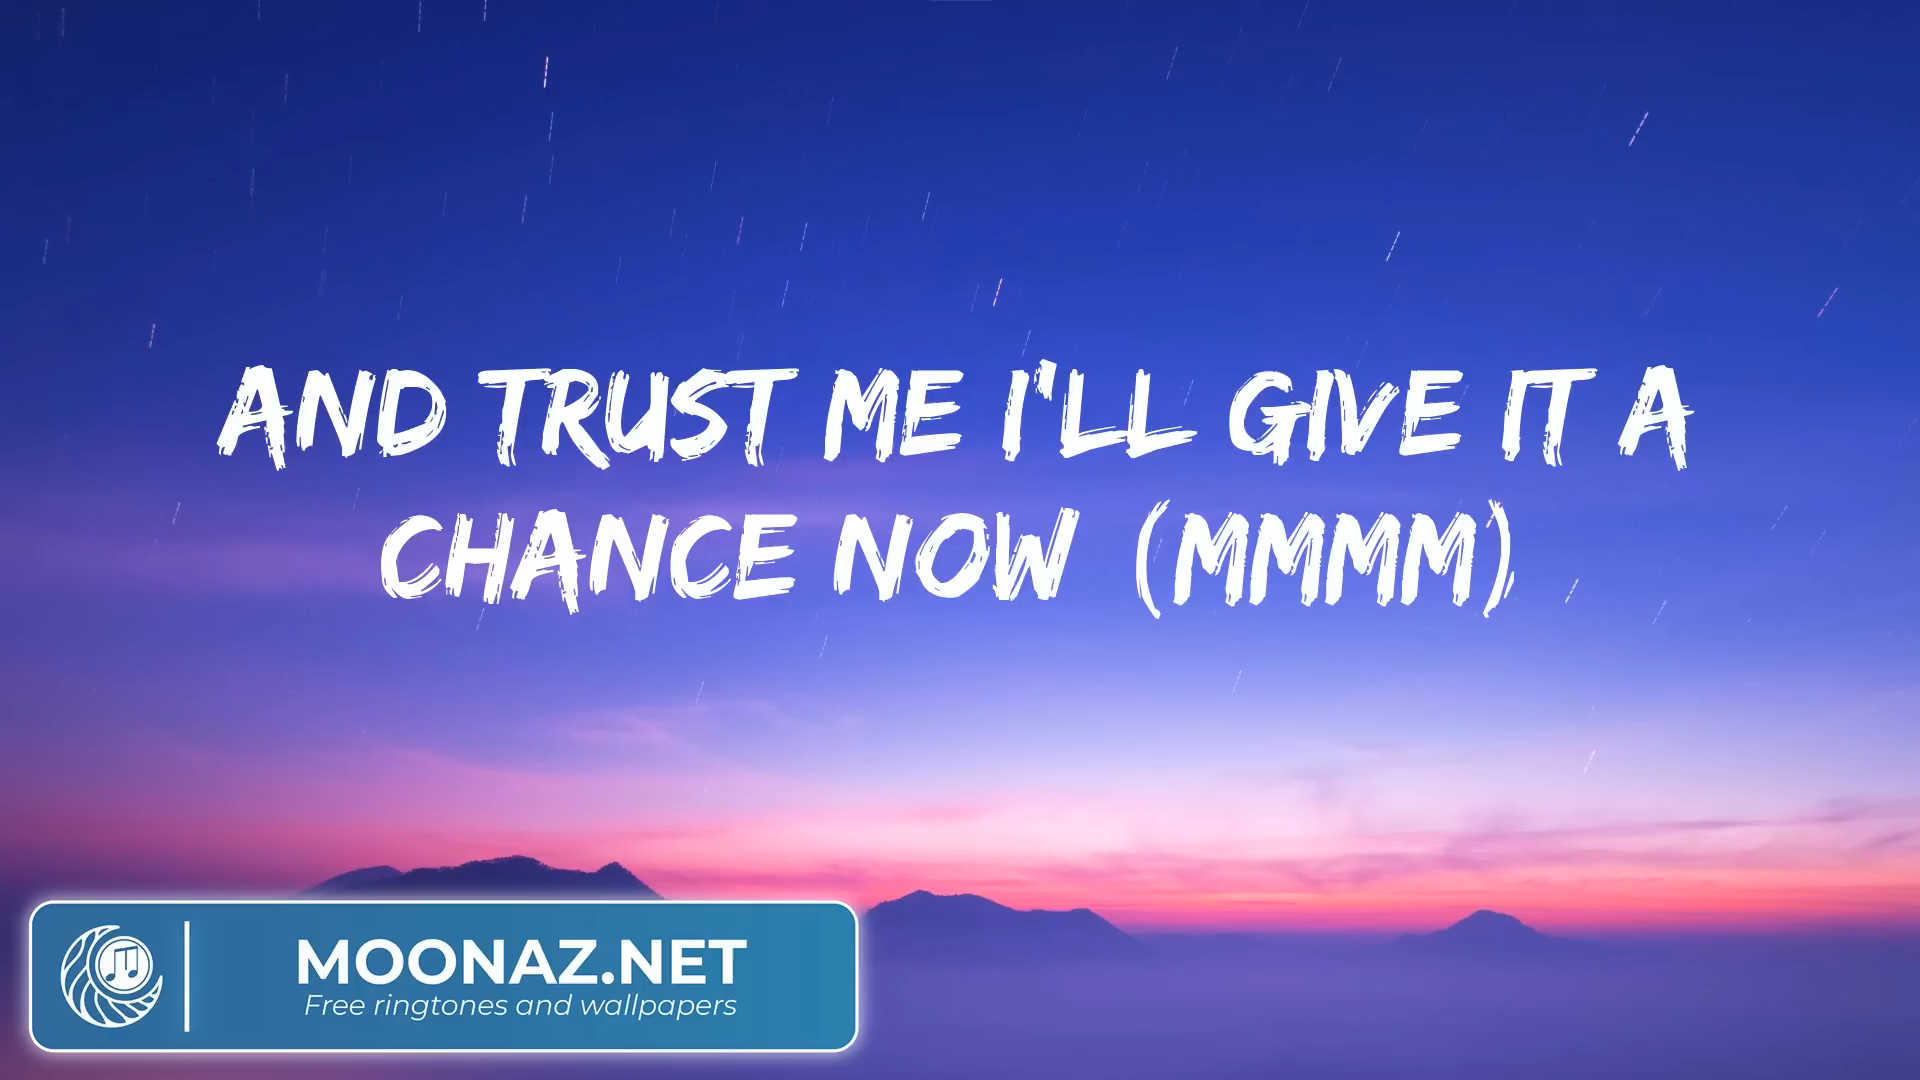 AND TRUST ME I'LL GIVE IT A
CHANCE NOW (MMMM)
MOONAZ.NET
Free ringtones and wallpapers